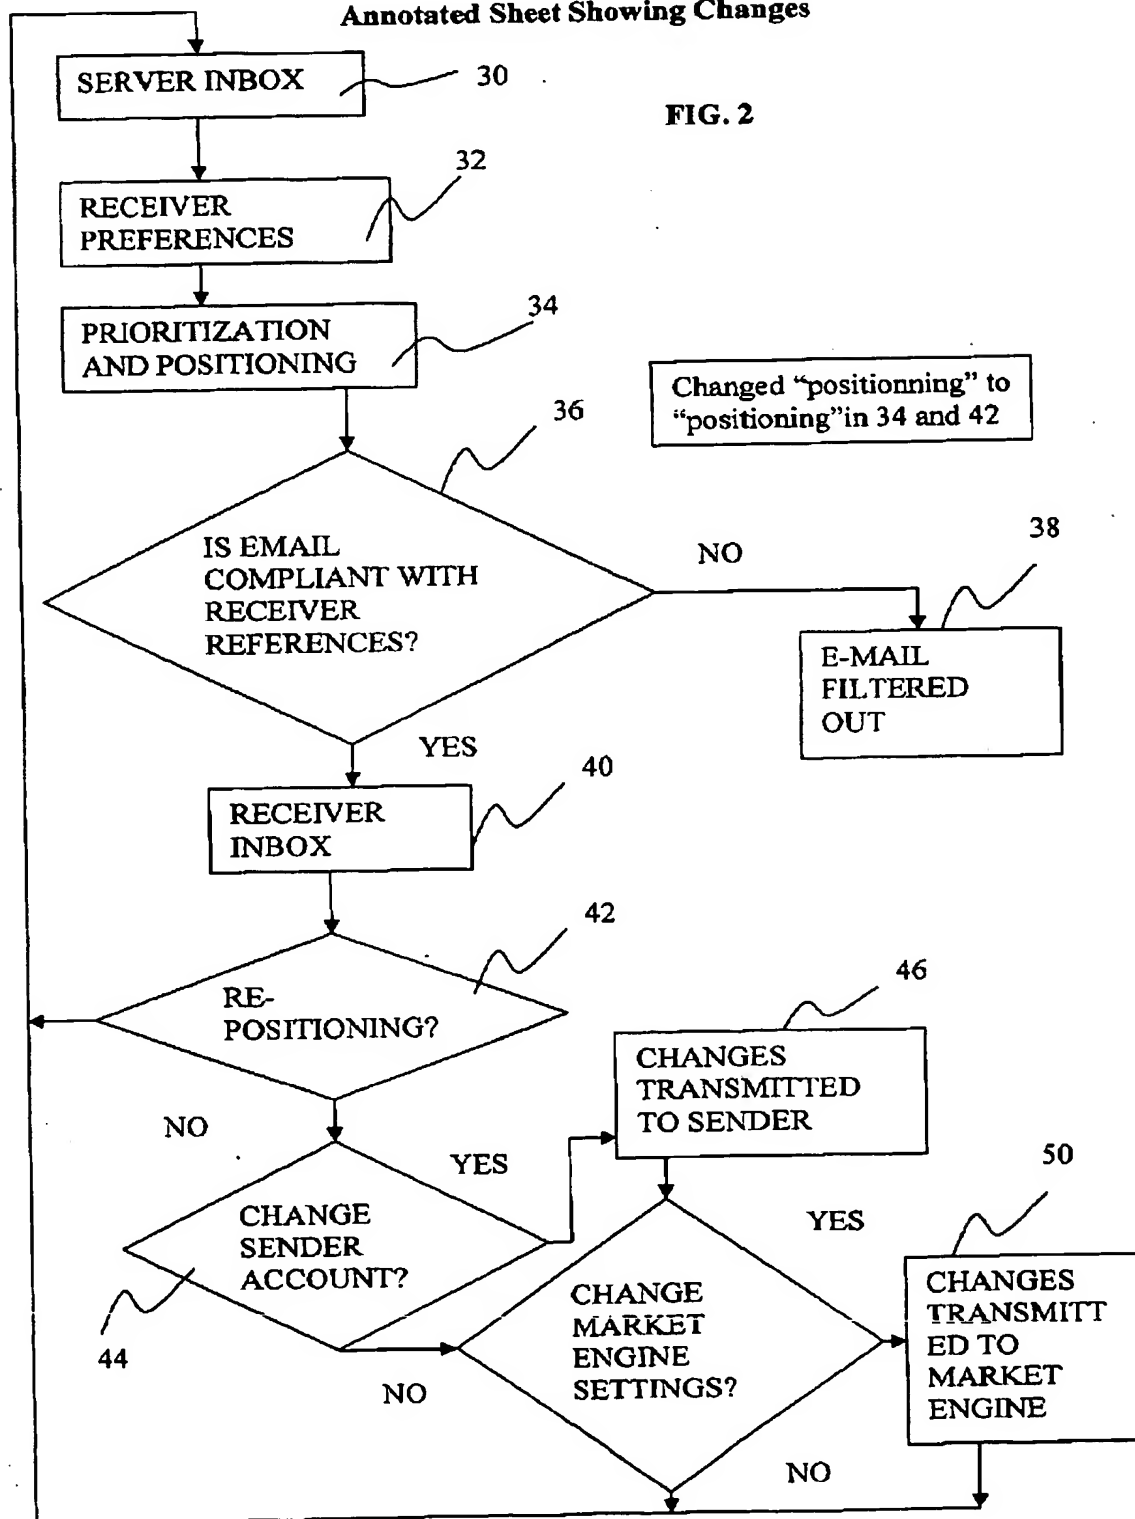 Annotated Sheet Showing Changes
SERVER INBOX
30
FIG. 2
32
RECEIVER
PREFERENCES
34
PRIORITIZATION
AND POSITIONING
Changed “positionning” to
“positioning”in 34 and 42
36
IS EMAIL
COMPLIANT WITH
RECEIVER
REFERENCES?
NO
38
E-MAIL
FILTERED
OUT
YES
40
RECEIVER
INBOX
42
RE-
POSITIONING?
46
CHANGES
TRANSMITTED
TO SENDER
NO
YES
CHANGE
SENDER
ACCOUNT?
44
NO
50
YES
CHANGE
MARKET
ENGINE
SETTINGS?
CHANGES
TRANSMITT
ED TO
MARKET
ENGINE
NO